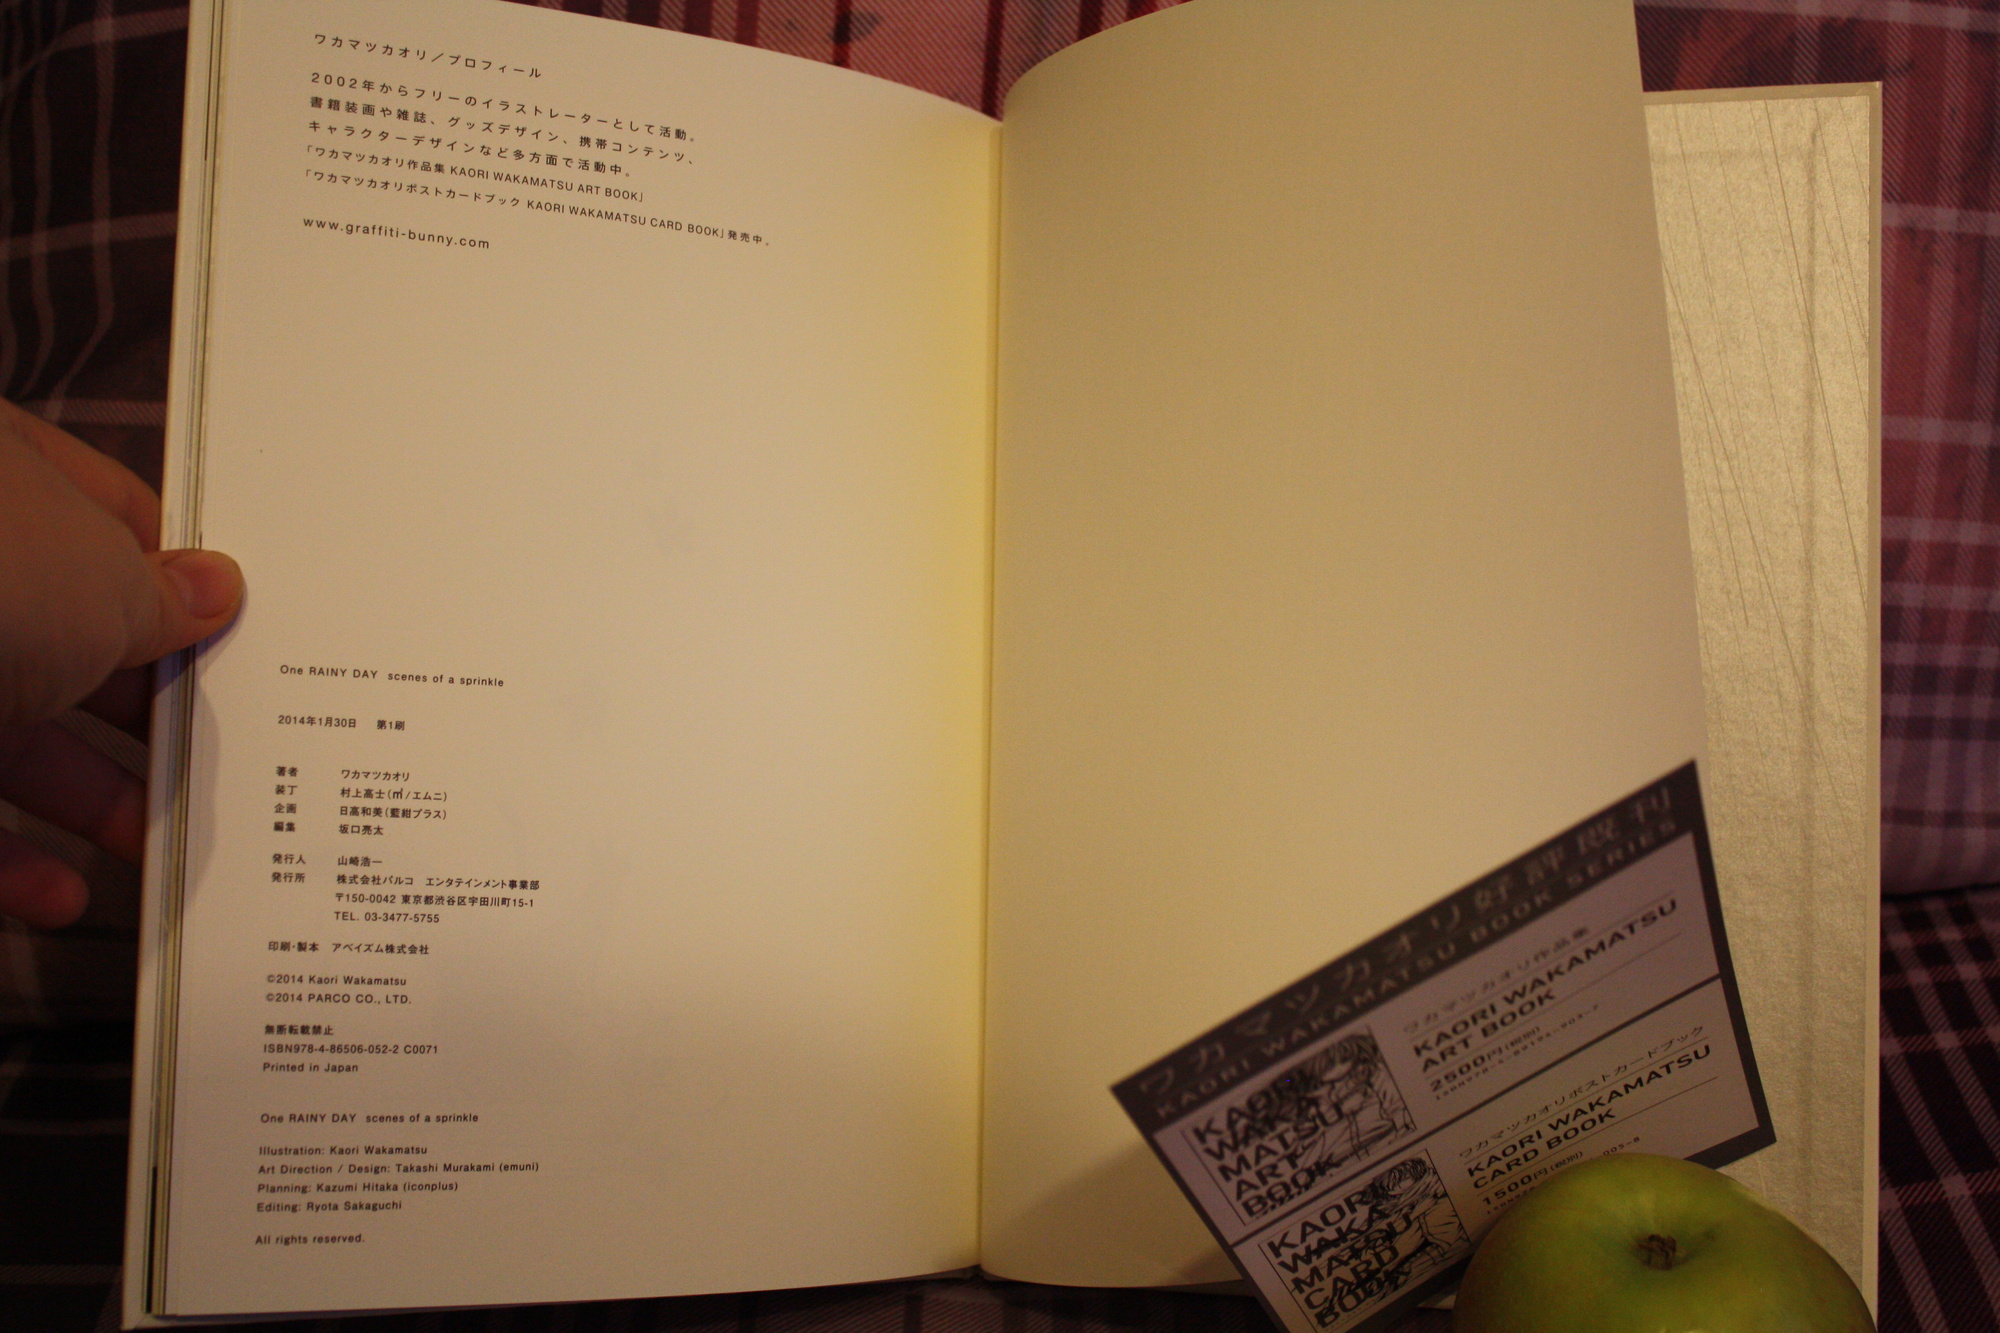 ワカマツカオリ／プロフィール
2002年からフリーのイラストレーターとして活動。
書籍装画や雑誌、グッズデザイン、携帯コンテンツ、
キャラクターデザインなど多方面で活動中。
「ワカマツカオリ作品集 KAORI WAKAMATSU ART BOOK」
「ワカマツカオリポストカードブック KAORI WAKAMATSU CARD BOOK」発売中。
www.graffiti-bunny.com
One RAINY DAY scenes of a sprinkle
2014年1月30日 第1刷
著者 ワカマツカオリ
装丁 村上高士（㎡/エムニ）
企画 日高和美（藍紺プラス）
編集 坂口亮太
発行人 山崎浩一
発行所 株式会社パルコ エンタテインメント事業部
〒150-0042 東京都渋谷区宇田川町15-1
TEL. 03-3477-5755
印刷・製本 アベイズム株式会社
©2014 Kaori Wakamatsu
©2014 PARCO CO., LTD.
無断転載禁止
ISBN978-4-86506-052-2 C0071
Printed in Japan
One RAINY DAY scenes of a sprinkle
Illustration: Kaori Wakamatsu
Art Direction / Design: Takashi Murakami (emuni)
Planning: Kazumi Hitaka (iconplus)
Editing: Ryota Sakaguchi
All rights reserved.
ワカマツカオリ好評既刊
KAORI WAKAMATSU BOOK SERIES
KAORI
WAKA
MATSU
ART
BOOK
ワカマツカオリ作品集
KAORI WAKAMATSU
ART BOOK
2500円(税別)
KAORI
WAKA
MATSU
CARD
BOOK
ワカマツカオリポストカードブック
KAORI WAKAMATSU
CARD BOOK
1500円(税別)